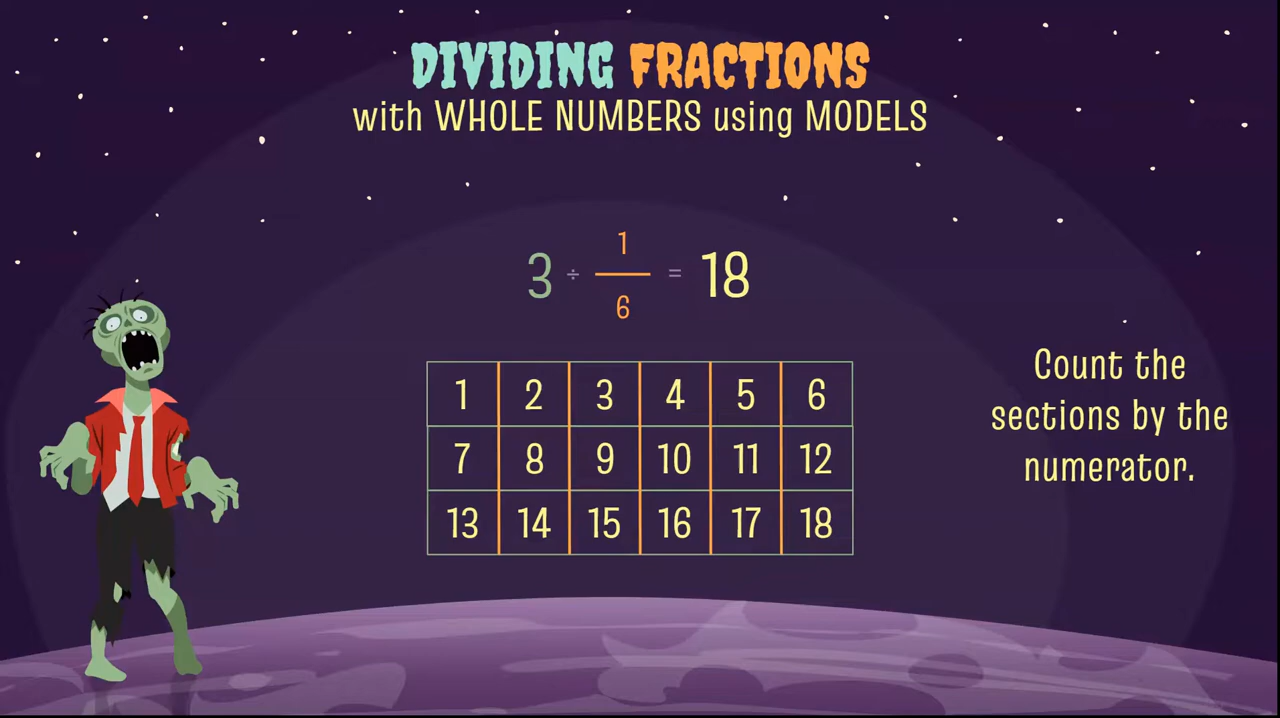 DIVIDING FRACTIONS
with WHOLE NUMBERS using MODELS
3 ÷ 1/6 = 18
1 2 3 4 5 6
7 8 9 10 11 12
13 14 15 16 17 18
Count the
sections by the
numerator.